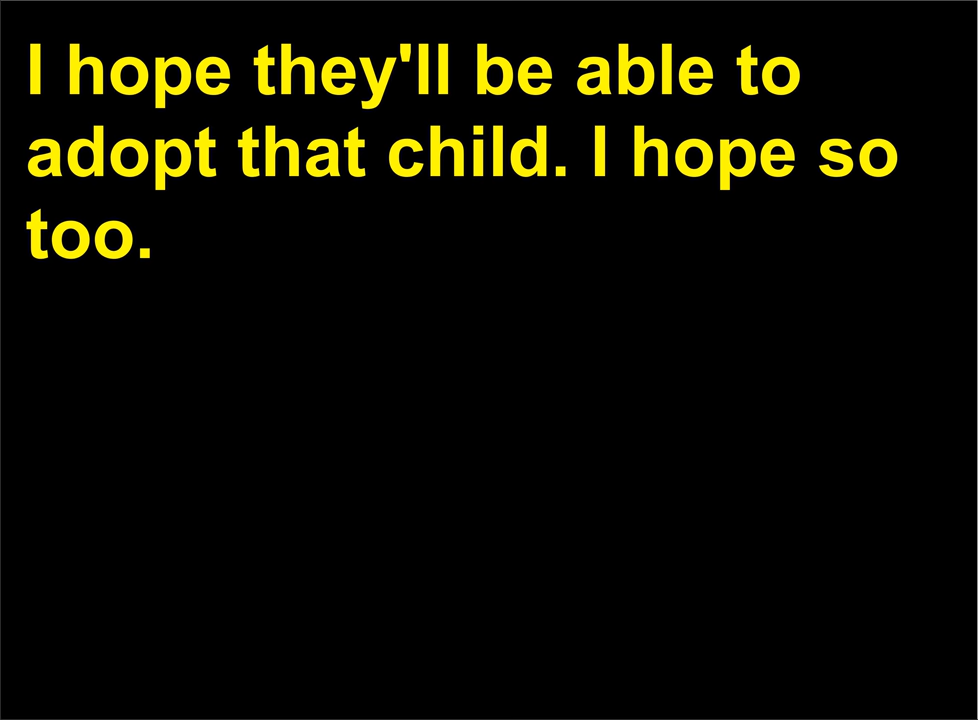 I hope they'll be able to
adopt that child. I hope so
too.